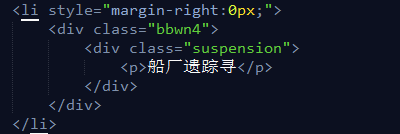 <li style="margin-right:0px;">
<div class="bbwn4">
<div class="suspension">
<p>船厂遗踪寻</p>
</div>
</div>
</li>